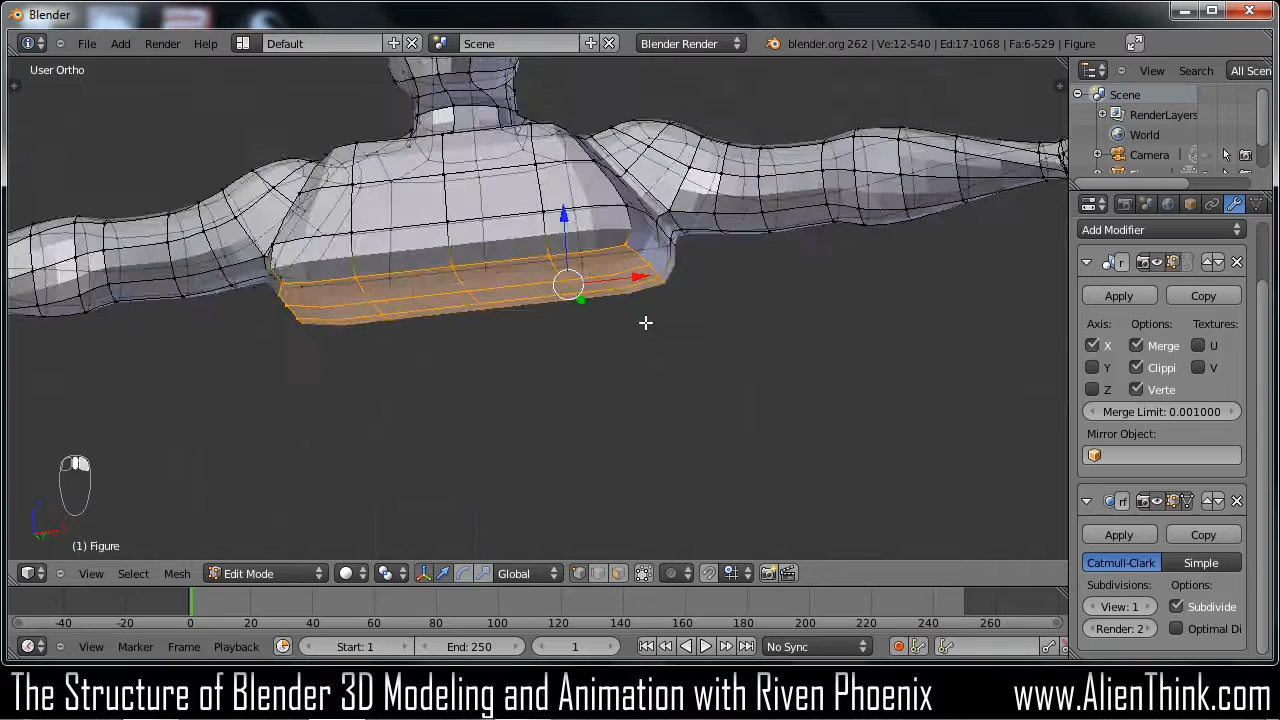 Blender
File Add Render Help Default Scene Blender Render blender.org 262 | Ve:12-540 | Ed:17-1068 | Fa:6-529 | Figure
User Ortho
View Search All Scen
Scene
RenderLayers
World
Camera
Add Modifier
r
Apply Copy
Axis: Options: Textures:
X Merge U
Y Clippi V
Z Verte
Merge Limit: 0.001000
Mirror Object:
rf
Apply Copy
Catmull-Clark Simple
Subdivisions: Options:
View: 1 Subdivide
Render: 2 Optimal Di
(1) Figure
View Select Mesh Edit Mode Global
-40 -20 0 20 40 60 80 100 120 140 160 180 200 220 240 260
View Marker Frame Playback Start: 1 End: 250 1 No Sync
The Structure of Blender 3D Modeling and Animation with Riven Phoenix www.AlienThink.com